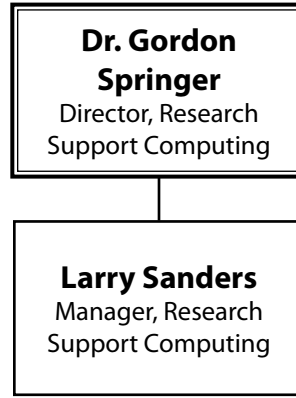 Dr. Gordon
Springer
Director, Research
Support Computing
Larry Sanders
Manager, Research
Support Computing